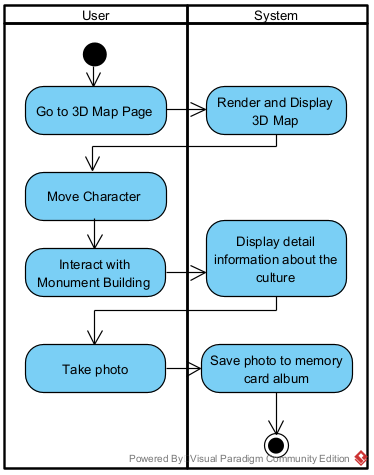 User
System
Go to 3D Map Page
Render and Display
3D Map
Move Character
Interact with
Monument Building
Display detail
information about the
culture
Take photo
Save photo to memory
card album
Powered By Visual Paradigm Community Edition